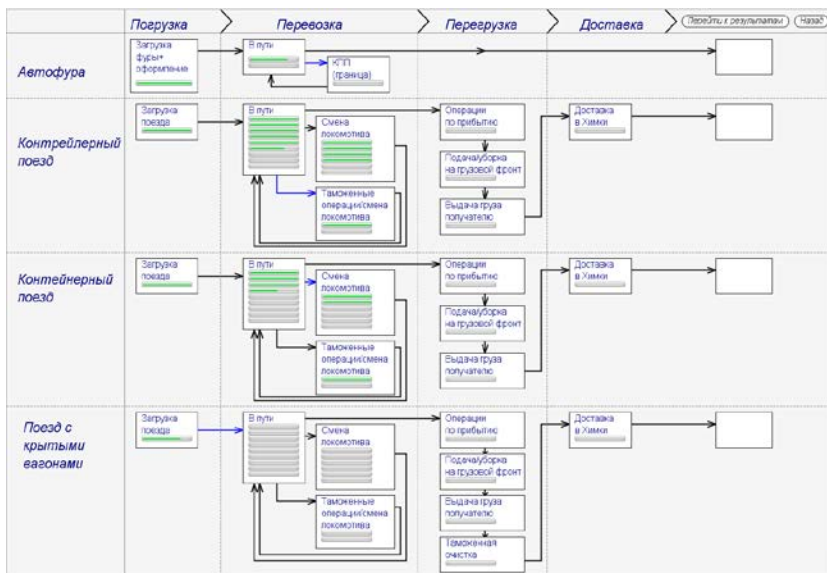 Погрузка
Перевозка
Перегрузка
Доставка
Перейти к результатам
Назад
Автофура
Загрузка
фуры+
оформление
В пути
КПП
(граница)
Контрейлерный
поезд
Загрузка
поезда
В пути
Смена
локомотива
Таможенные
операции/смена
локомотива
Операции
по прибытию
Подача/уборка
на грузовой фронт
Выдача груза
получателю
Доставка
в Химки
Контейнерный
поезд
Загрузка
поезда
В пути
Смена
локомотива
Таможенные
операции/смена
локомотива
Операции
по прибытию
Подача/уборка
на грузовой фронт
Выдача груза
получателю
Доставка
в Химки
Поезд с
крытыми
вагонами
Загрузка
поезда
В пути
Смена
локомотива
Таможенные
операции/смена
локомотива
Операции
по прибытию
Подача/уборка
на грузовой фронт
Выдача груза
получателю
Таможенная
очистка
Доставка
в Химки